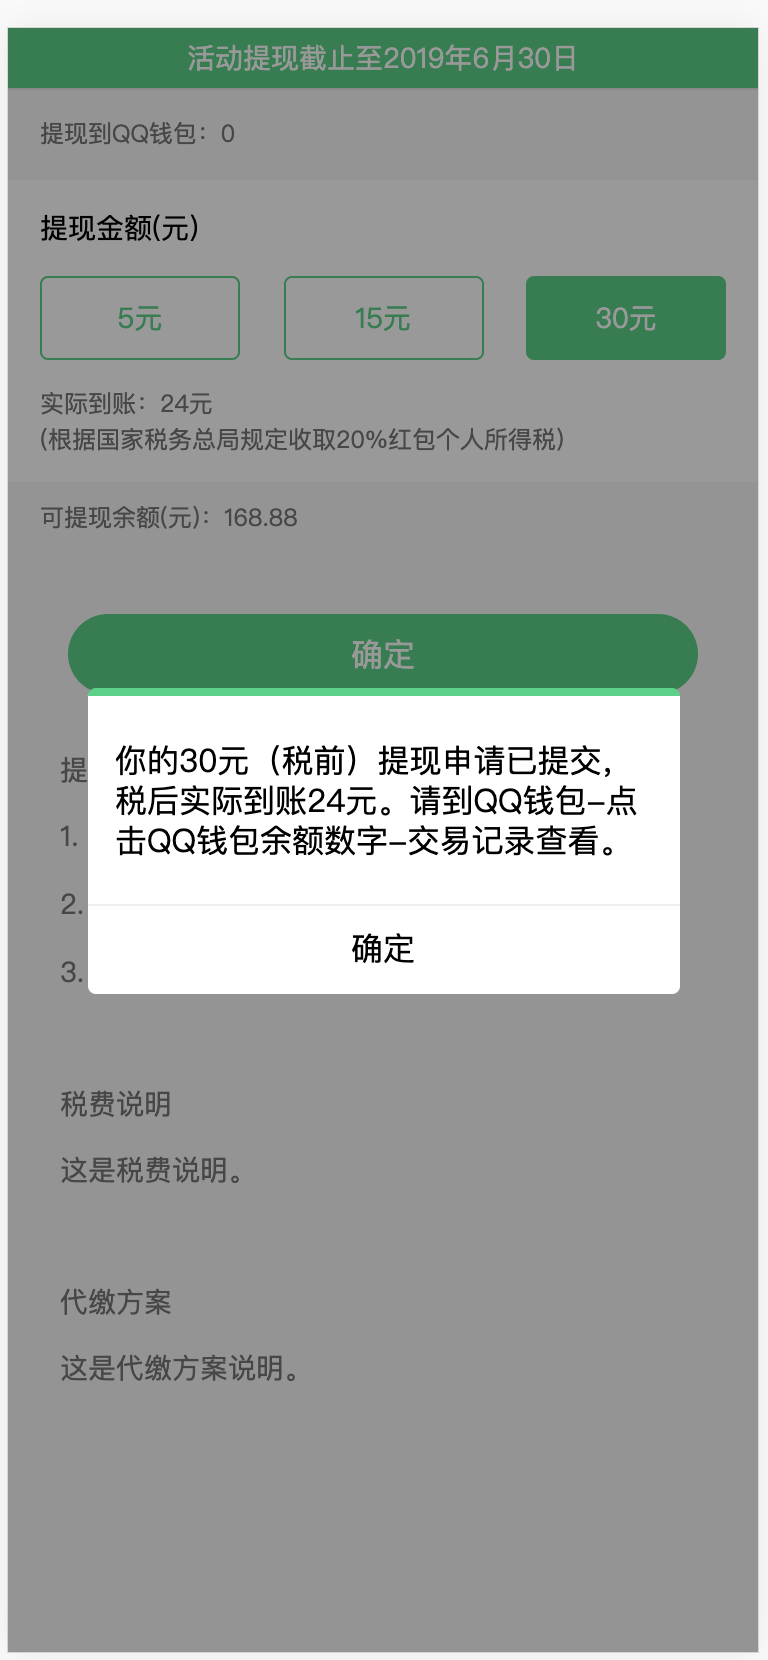 活动提现截止至2019年6月30日
提现到QQ钱包：0
提现金额(元)
5元
15元
30元
实际到账：24元
(根据国家税务总局规定收取20%红包个人所得税)
可提现余额(元)：168.88
确定
你的30元（税前）提现申请已提交，
税后实际到账24元。请到QQ钱包–点
击QQ钱包余额数字–交易记录查看。
确定
提
1.
2.
3.
税费说明
这是税费说明。
代缴方案
这是代缴方案说明。